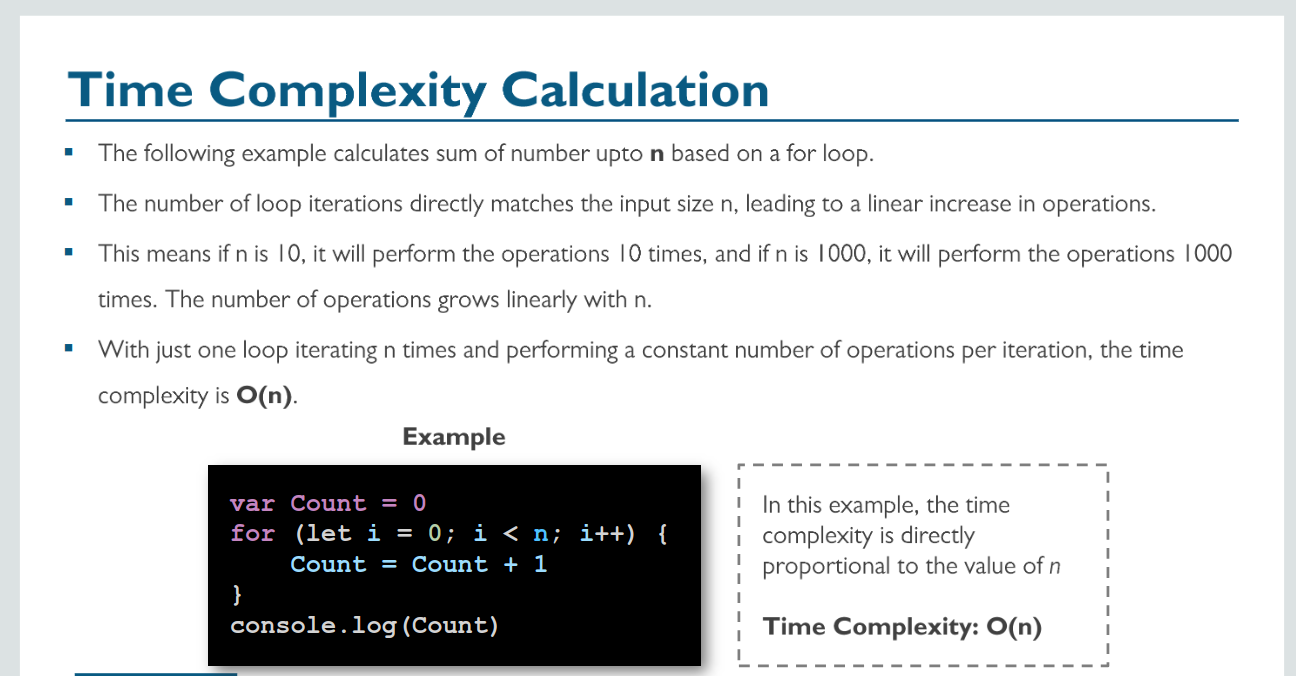 Time Complexity Calculation
▪ The following example calculates sum of number upto n based on a for loop.
▪ The number of loop iterations directly matches the input size n, leading to a linear increase in operations.
▪ This means if n is 10, it will perform the operations 10 times, and if n is 1000, it will perform the operations 1000
times. The number of operations grows linearly with n.
▪ With just one loop iterating n times and performing a constant number of operations per iteration, the time
complexity is O(n).
Example
var Count = 0
for (let i = 0; i < n; i++) {
    Count = Count + 1
}
console.log(Count)
In this example, the time
complexity is directly
proportional to the value of n
Time Complexity: O(n)